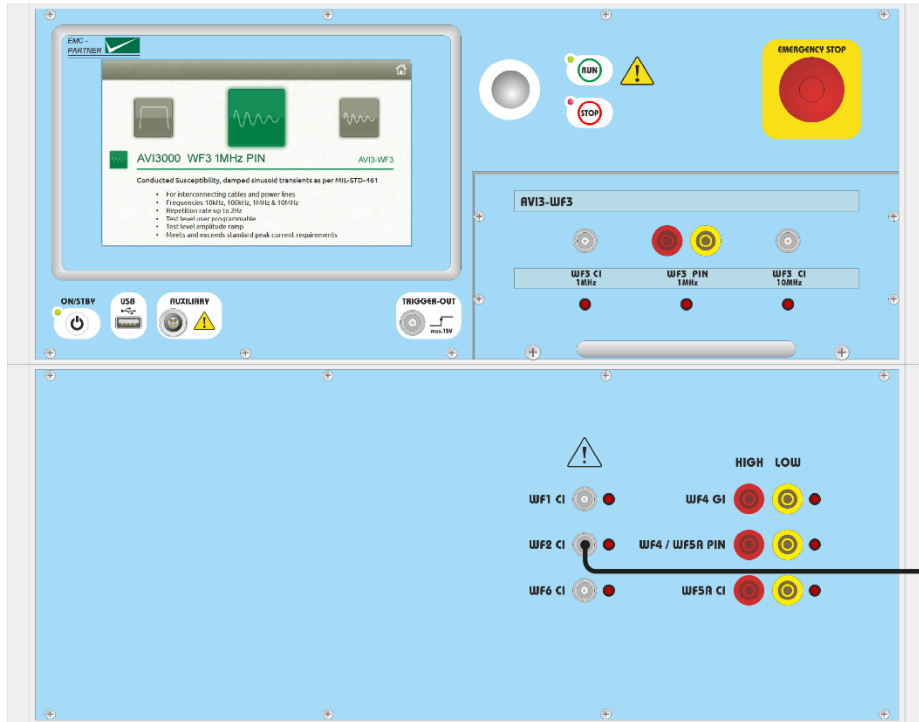 EMC -
PARTNER
AVI3000 WF3 1MHz PIN
AVI3-WF3
Conducted Susceptibility, damped sinusoid transients as per MIL-STD-461
• For interconnecting cables and power lines
• Frequencies 10kHz, 100kHz, 1MHz & 10MHz
• Repetition rate up to 2Hz
• Test level user programmable
• Test level amplitude ramp
• Meets and exceeds standard peak current requirements
RUN
STOP
EMERGENCY STOP
AVI3-WF3
WF3 CI
1MHz
WF3 PIN
1MHz
WF3 CI
10MHz
ON/STBY
USB
AUXILIARY
TRIGGER-OUT
max.15V
HIGH LOW
WF1 CI
WF4 GI
WF2 CI
WF4 / WF5A PIN
WF6 CI
WF5A CI